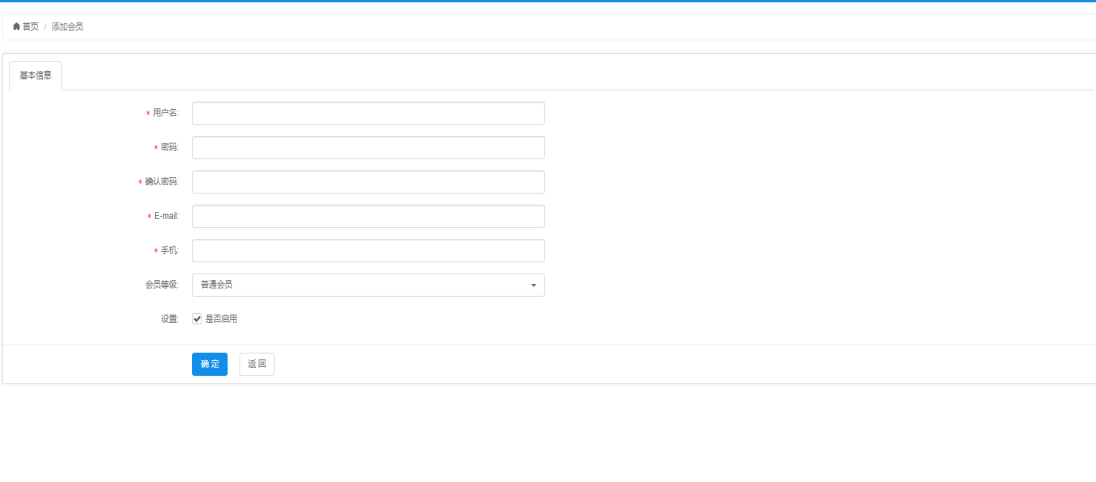 首页 / 添加会员
基本信息
* 用户名:
* 密码:
* 确认密码:
* E-mail:
* 手机:
会员等级: 普通会员
设置: 是否启用
确定 返回